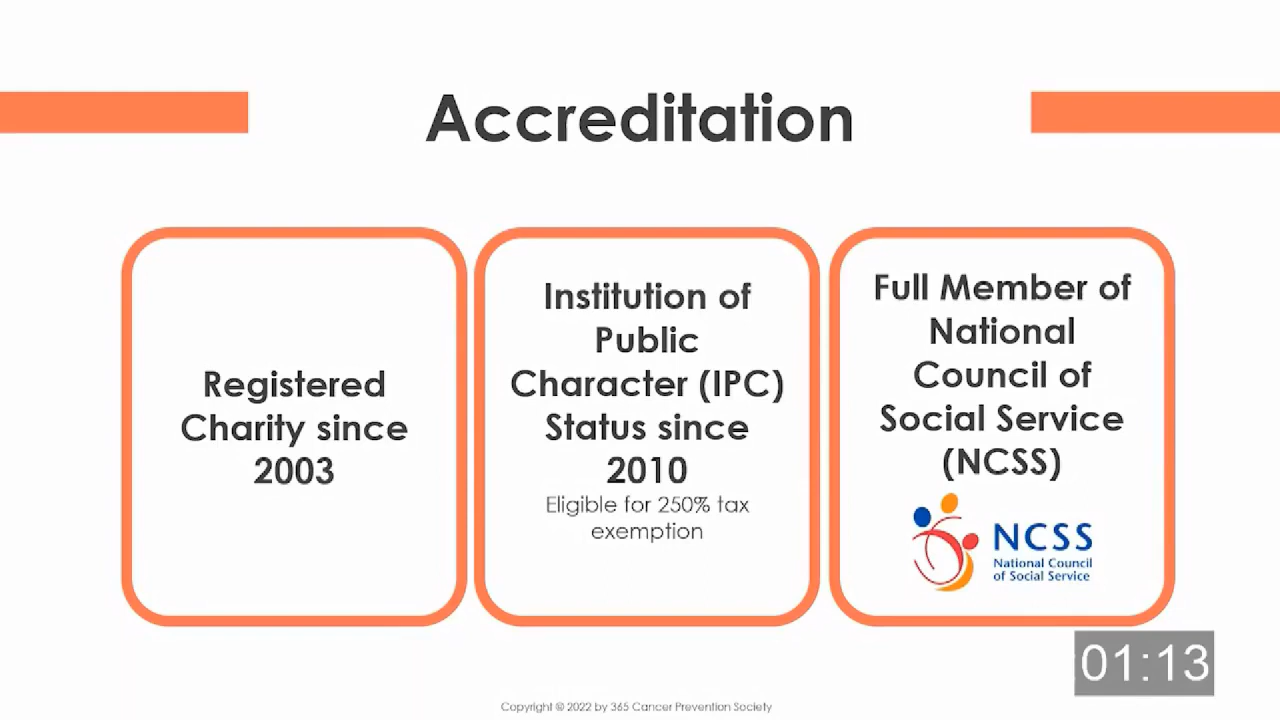 Accreditation
Registered
Charity since
2003
Institution of
Public
Character (IPC)
Status since
2010
Eligible for 250% tax
exemption
Full Member of
National
Council of
Social Service
(NCSS)
NCSS
National Council
of Social Service
01:13
Copyright @ 2022 by 365 Cancer Prevention Society